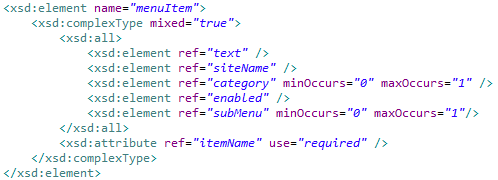 <xsd:element name="menuItem">
    <xsd:complexType mixed="true">
        <xsd:all>
            <xsd:element ref="text" />
            <xsd:element ref="siteName" />
            <xsd:element ref="category" minOccurs="0" maxOccurs="1" />
            <xsd:element ref="enabled" />
            <xsd:element ref="subMenu" minOccurs="0" maxOccurs="1"/>
        </xsd:all>
        <xsd:attribute ref="itemName" use="required" />
    </xsd:complexType>
</xsd:element>